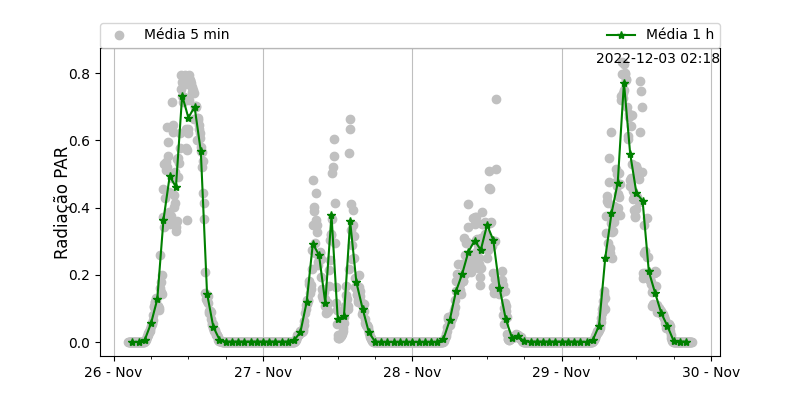 Média 5 min
Média 1 h
2022-12-03 02:18
Radiação PAR
0.8
0.6
0.4
0.2
0.0
26 - Nov
27 - Nov
28 - Nov
29 - Nov
30 - Nov